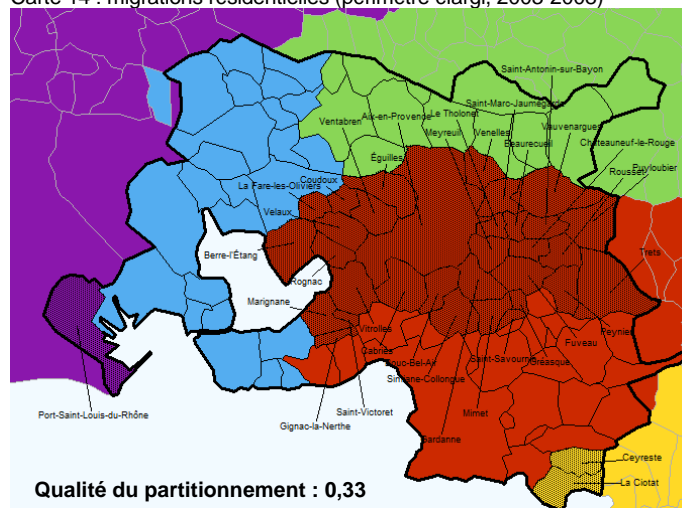 Carte 14 : migrations résidentielles (périmètre élargi, 2003-2008)
Saint-Antonin-sur-Bayon
Ventabren
Aix-en-Provence
Le Tholonet
Saint-Marc-Jaumegarde
Meyreuil
Venelles
Vauvenargues
Beaurecueil
Châteauneuf-le-Rouge
Éguilles
Rousset
Puyloubier
La Fare-les-Oliviers
Coudoux
Velaux
Berre-l'Étang
Trets
Rognac
Marignane
Vitrolles
Peynier
Fuveau
Cabriès
Bouc-Bel-Air
Saint-Savournin
Gréasque
Simiane-Collongue
Port-Saint-Louis-du-Rhône
Saint-Victoret
Mimet
Gignac-la-Nerthe
Gardanne
Ceyreste
La Ciotat
Qualité du partitionnement : 0,33